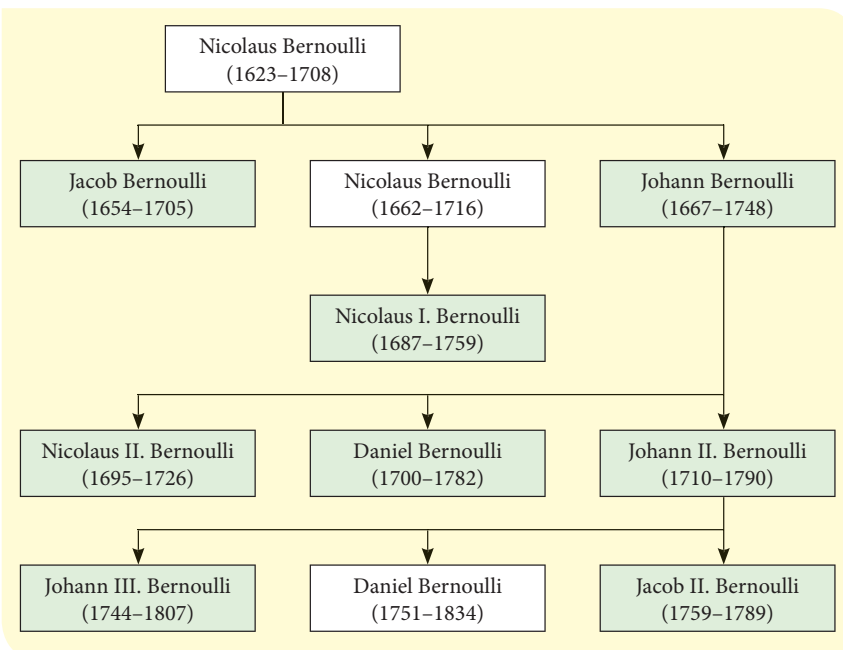 Nicolaus Bernoulli
(1623–1708)
Jacob Bernoulli
(1654–1705)
Nicolaus Bernoulli
(1662–1716)
Johann Bernoulli
(1667–1748)
Nicolaus I. Bernoulli
(1687–1759)
Nicolaus II. Bernoulli
(1695–1726)
Daniel Bernoulli
(1700–1782)
Johann II. Bernoulli
(1710–1790)
Johann III. Bernoulli
(1744–1807)
Daniel Bernoulli
(1751–1834)
Jacob II. Bernoulli
(1759–1789)